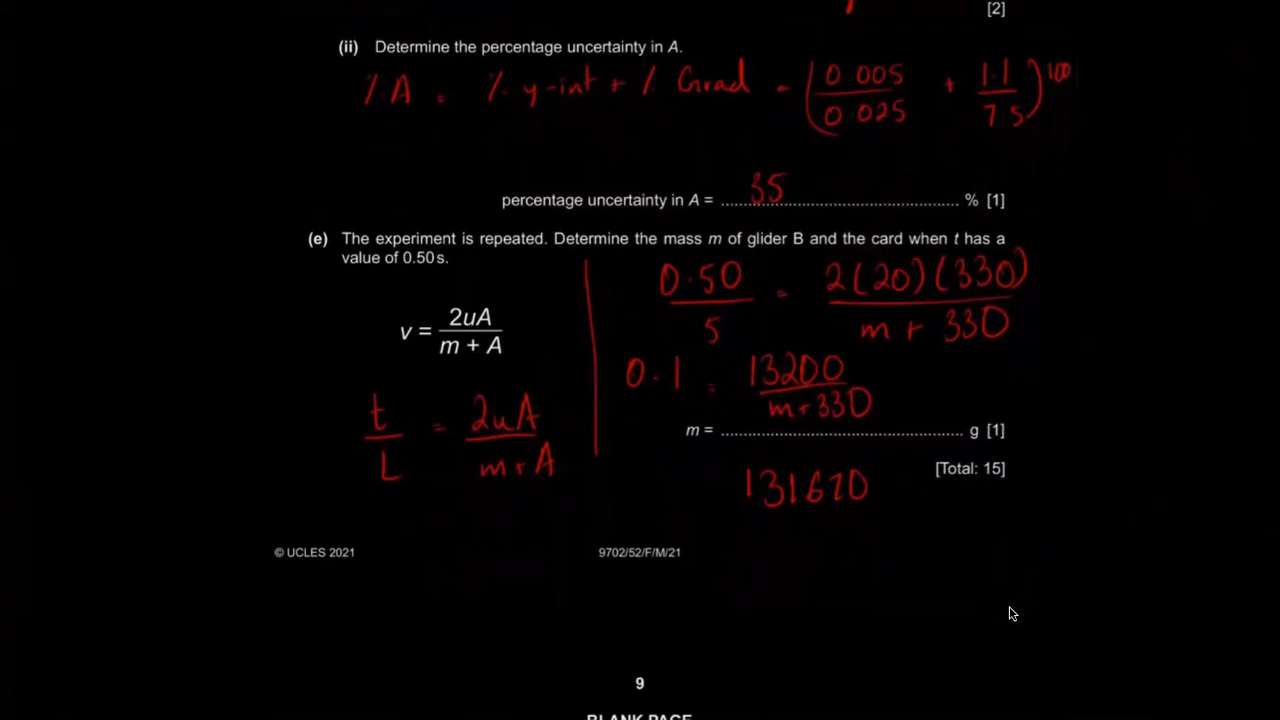 [2]
(ii) Determine the percentage uncertainty in A.
% A = % y-int + % Grad = (0.005/0.025 + 1.1/7.5)100
percentage uncertainty in A = 35 % [1]
(e) The experiment is repeated. Determine the mass m of glider B and the card when t has a
value of 0.50 s.
v = 2uA / m + A
t / L = 2uA / m + A
0.50 / 5 = 2(20)(330) / m + 330
0.1 = 13200 / m + 330
m = g [1]
131670
[Total: 15]
© UCLES 2021 9702/52/F/M/21
9
BLANK PAGE